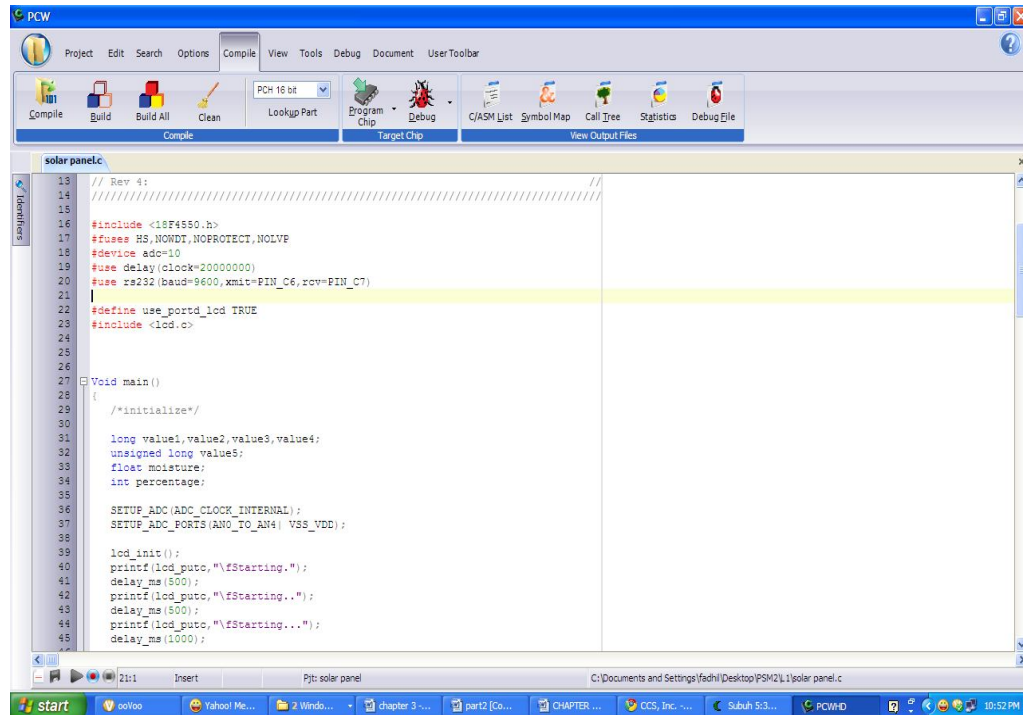 PCW
Project Edit Search Options Compile View Tools Debug Document User Toolbar
Compile Build Build All Clean PCH 16 bit Lookup Part Program Chip Debug C/ASM List Symbol Map Call Tree Statistics Debug File
Compile Target Chip View Output Files
solar panel.c
Identifiers
13 // Rev 4: //
14 ////////////////////////////////////////////////////////////////////////////////
15
16 #include <18F4550.h>
17 #fuses HS,NOWDT,NOPROTECT,NOLVP
18 #device adc=10
19 #use delay(clock=20000000)
20 #use rs232(baud=9600,xmit=PIN_C6,rcv=PIN_C7)
21
22 #define use_portd_lcd TRUE
23 #include <lcd.c>
24
25
26
27 Void main()
28 {
29 /*initialize*/
30
31 long value1,value2,value3,value4;
32 unsigned long value5;
33 float moisture;
34 int percentage;
35
36 SETUP_ADC(ADC_CLOCK_INTERNAL);
37 SETUP_ADC_PORTS(AN0_TO_AN4| VSS_VDD);
38
39 lcd_init();
40 printf(lcd_putc,"\fStarting.");
41 delay_ms(500);
42 printf(lcd_putc,"\fStarting..");
43 delay_ms(500);
44 printf(lcd_putc,"\fStarting...");
45 delay_ms(1000);
21:1 Insert Pjt: solar panel C:\Documents and Settings\fadhil\Desktop\PSM2\L1\solar panel.c
start ooVoo Yahoo! Me... 2 Windo... chapter 3 -... part2 [Co... CHAPTER ... CCS, Inc. -... Subuh 5:3... PCWHD 10:52 PM